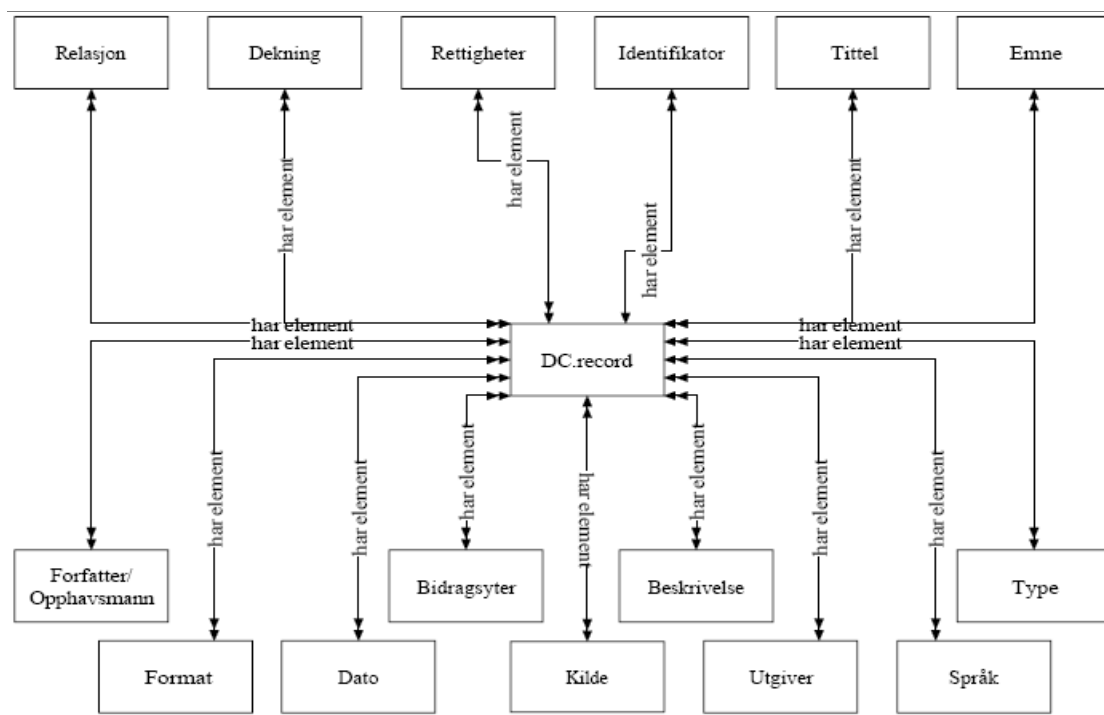 Relasjon
Dekning
Rettigheter
Identifikator
Tittel
Emne
har element
har element
har element
har element
har element
har element
har element
har element
har element
DC.record
har element
har element
har element
har element
har element
har element
Forfatter/
Opphavsmann
Bidragsyter
Beskrivelse
Type
Format
Dato
Kilde
Utgiver
Språk